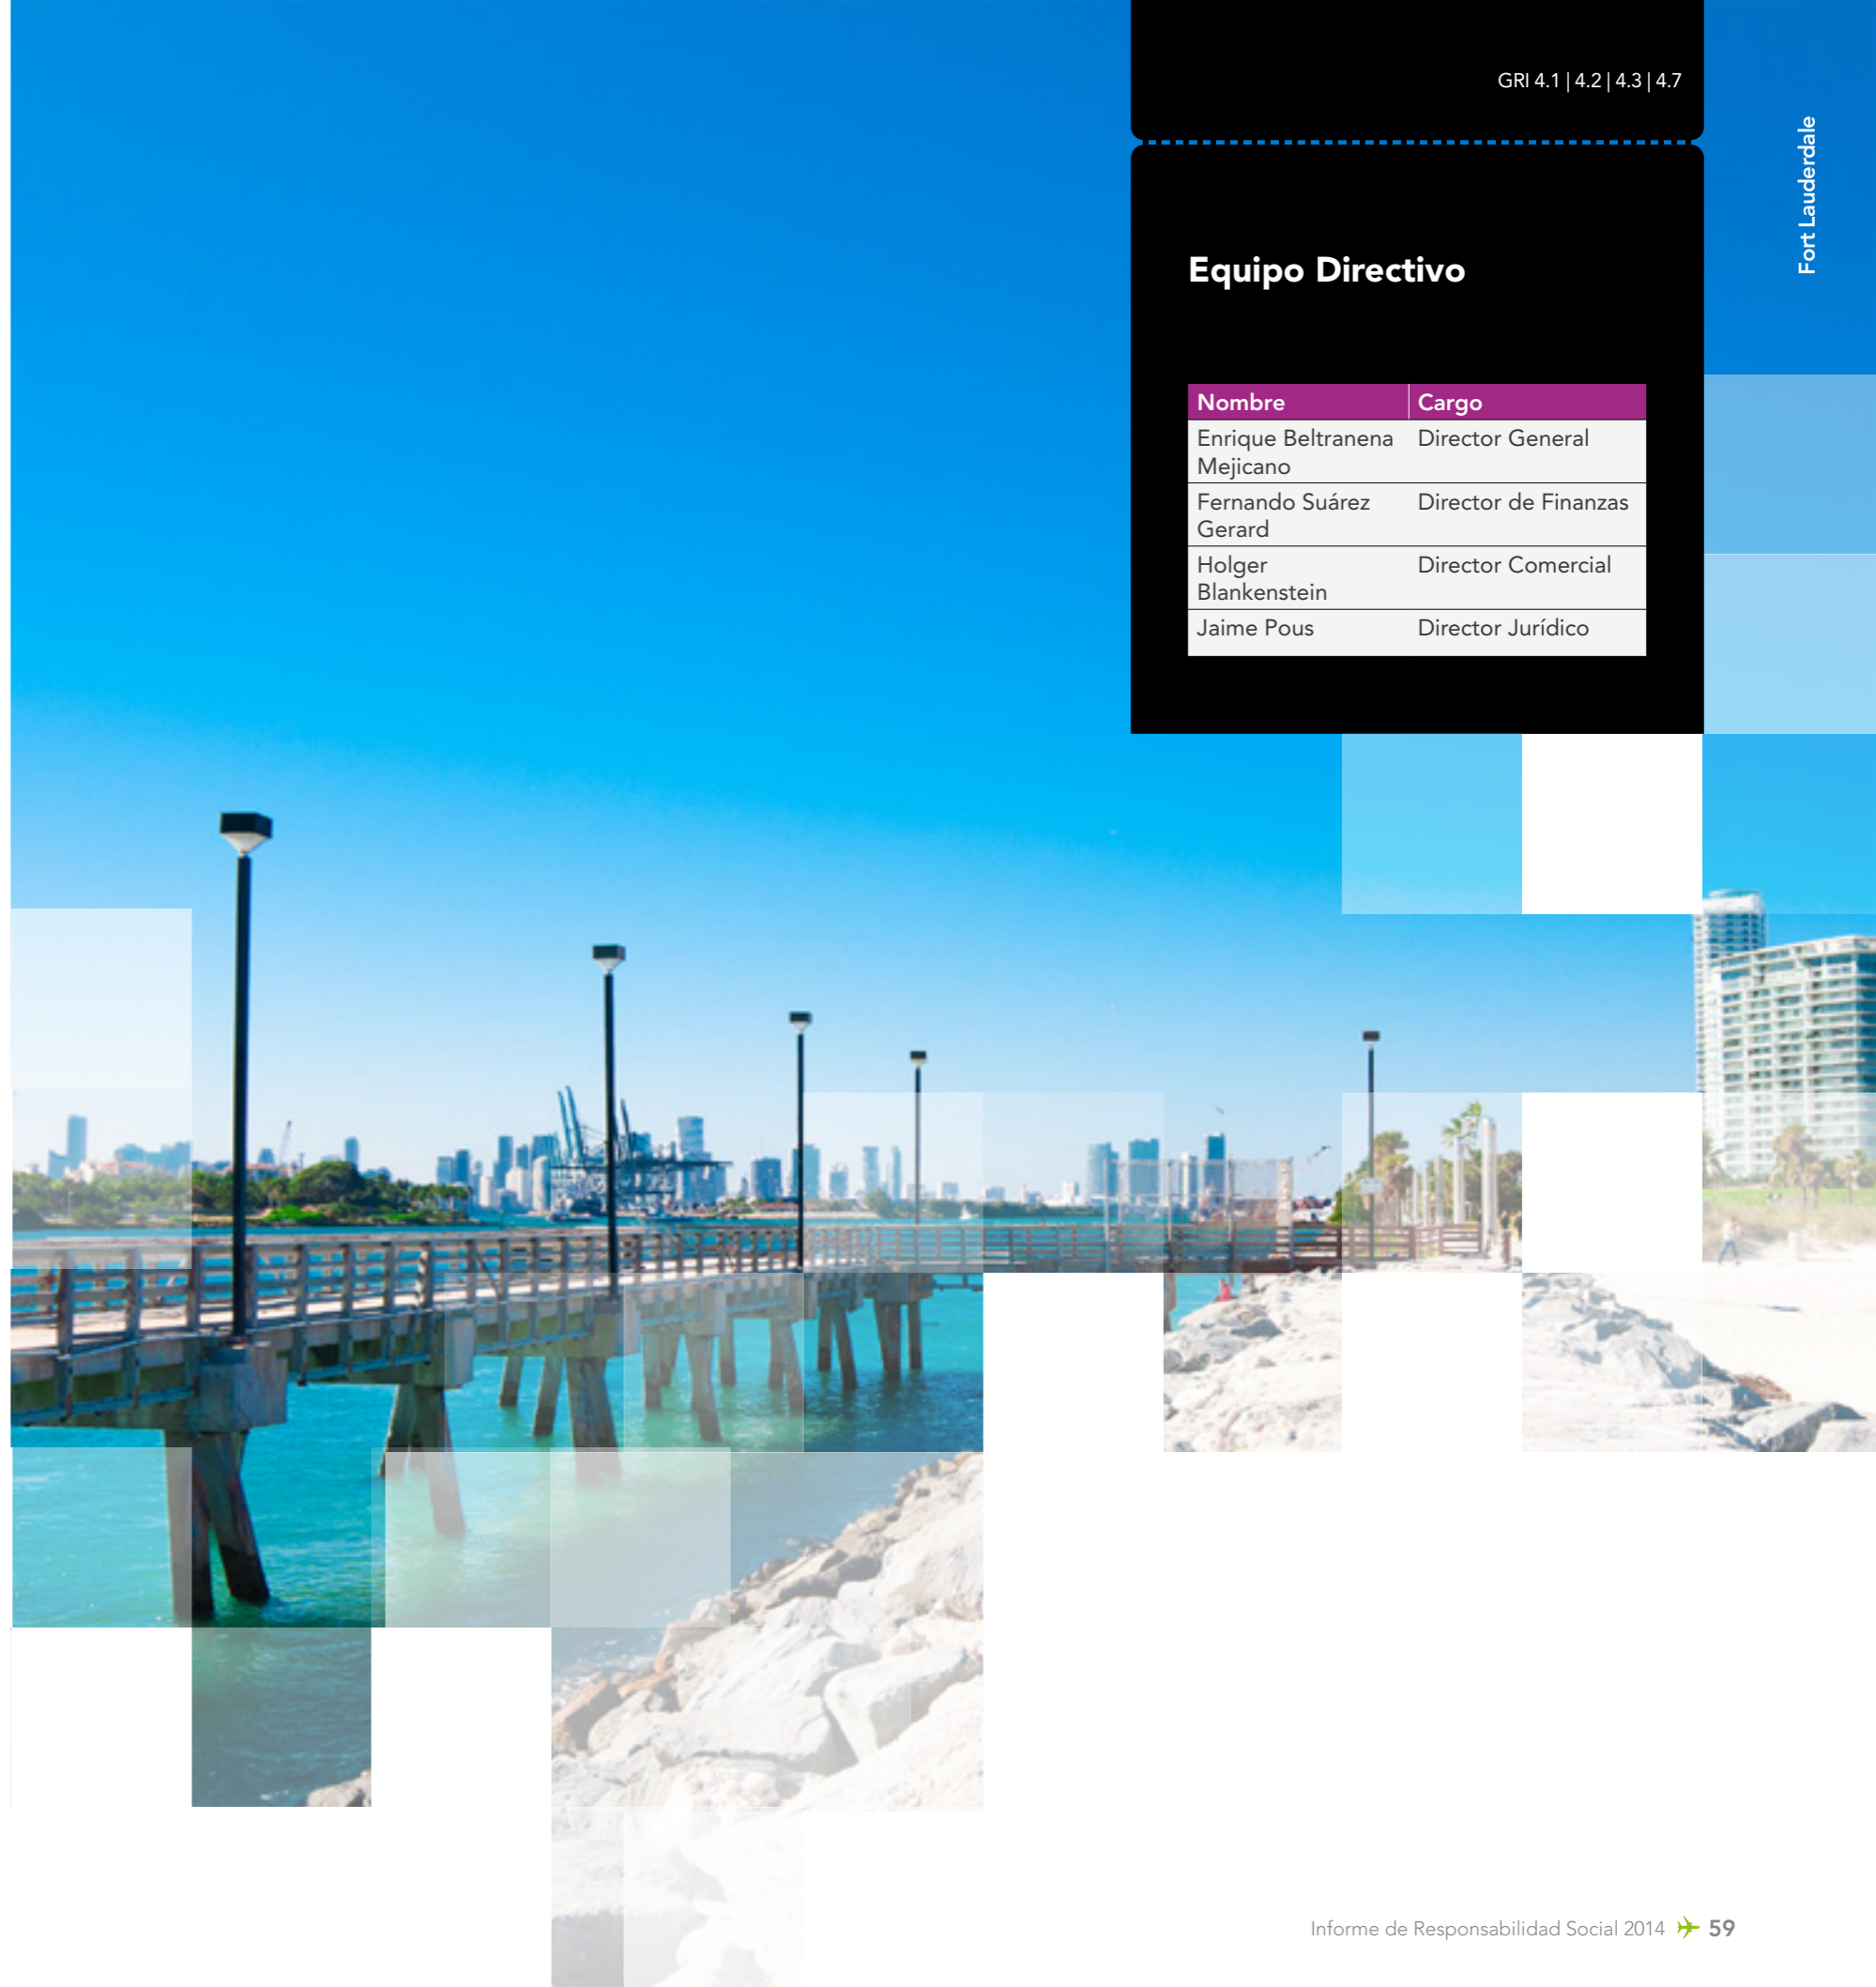 GRI 4.1 | 4.2 | 4.3 | 4.7
Fort Lauderdale
Equipo Directivo
Nombre Cargo
Enrique Beltranena Director General
Mejicano
Fernando Suárez Director de Finanzas
Gerard
Holger Director Comercial
Blankenstein
Jaime Pous Director Jurídico
Informe de Responsabilidad Social 2014 59